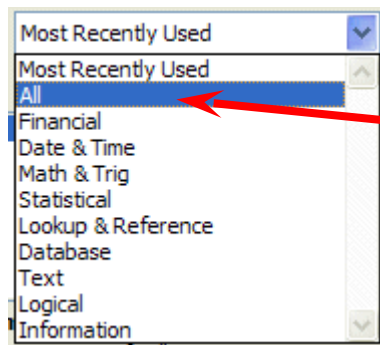 Most Recently Used
Most Recently Used
All
Financial
Date & Time
Math & Trig
Statistical
Lookup & Reference
Database
Text
Logical
Information